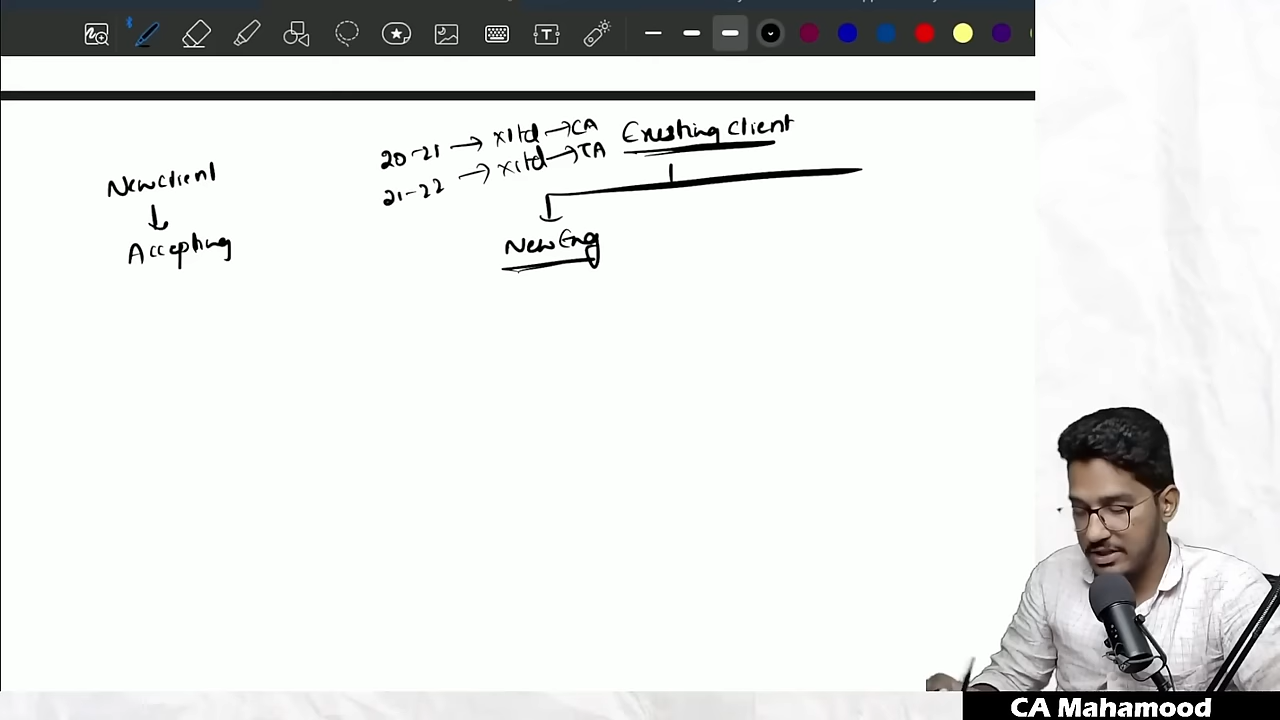 20-21 → x ltd → CA
Existing Client
21-22 → x ltd → TA
New Client
↓
Accepting
New Eng
CA Mahamood